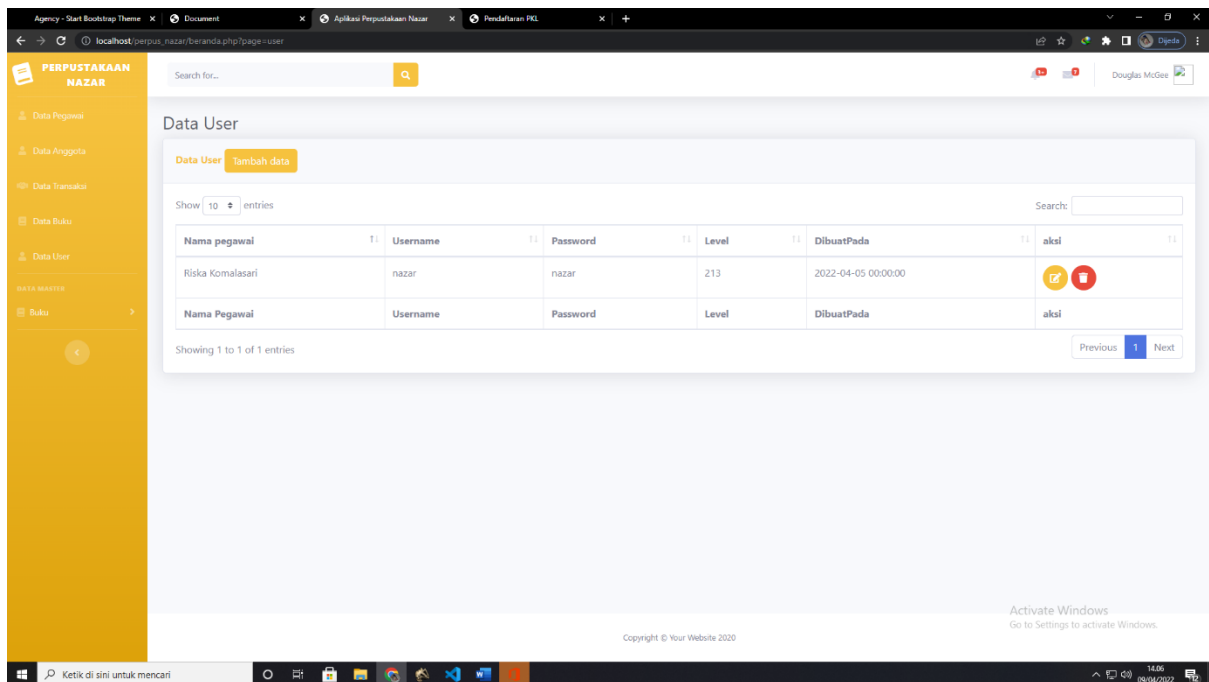 Agency - Start Bootstrap Theme Document Aplikasi Perpustakaan Nazar Pendaftaran PKL
localhost/perpus_nazar/beranda.php?page=user Dijeda
PERPUSTAKAAN
NAZAR
Search for...
Douglas McGee
Data Pegawai
Data Anggota
Data Transaksi
Data Buku
Data User
DATA MASTER
Buku
Data User
Data User Tambah data
Show 10 entries Search:
Nama pegawai Username Password Level DibuatPada aksi
Riska Komalasari nazar nazar 213 2022-04-05 00:00:00
Nama Pegawai Username Password Level DibuatPada aksi
Showing 1 to 1 of 1 entries Previous 1 Next
Activate Windows
Go to Settings to activate Windows.
Copyright © Your Website 2020
Ketik di sini untuk mencari
14.06
09/04/2022